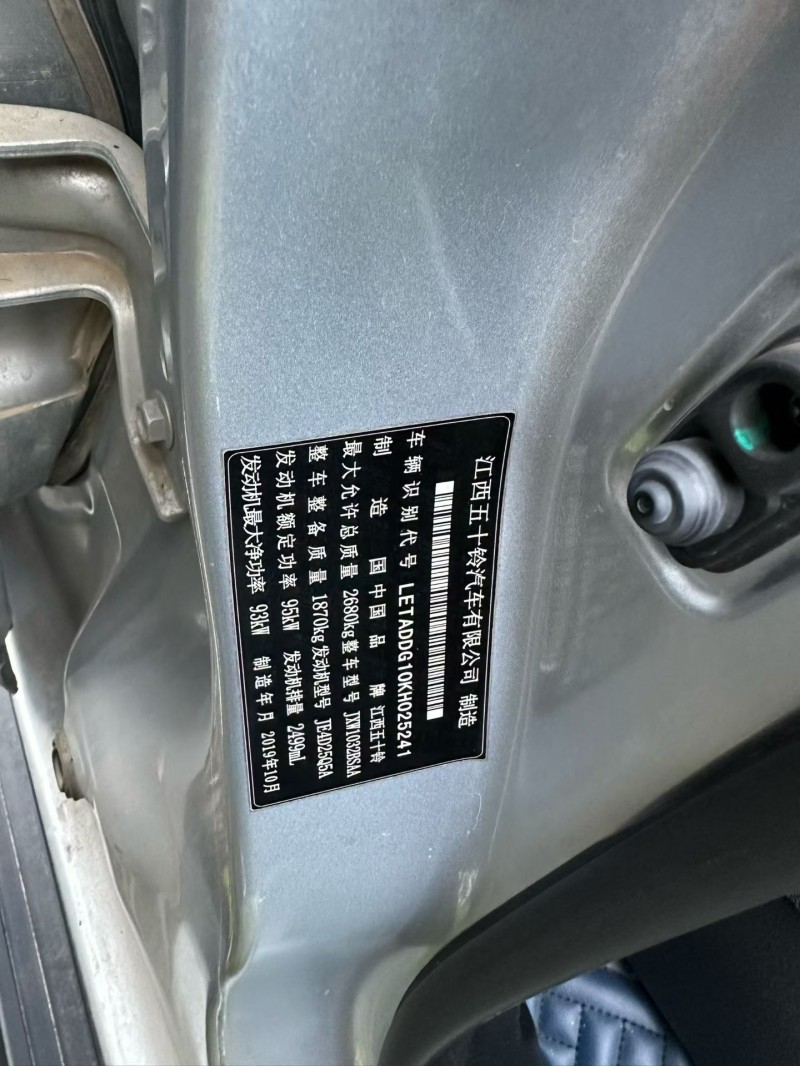 江西五十铃汽车有限公司 制造
车辆识别代号 LETADDG10KH025241
制造国 中国 品牌 江西五十铃
最大允许总质量 2680kg 整车型号 JXW1032BSAA
整车整备质量 1870kg 发动机型号 JE4D25Q5A
发动机额定功率 95kW 发动机排量 2499ml
发动机最大净功率 93kW 制造年月 2019年10月